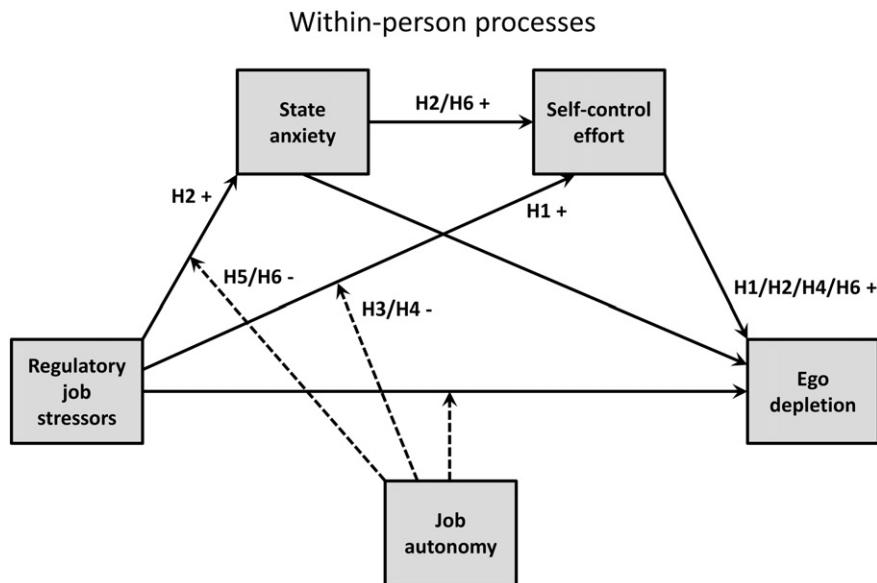 Within-person processes
State
anxiety
H2/H6 +
Self-control
effort
H2 +
H1 +
H5/H6 -
H3/H4 -
H1/H2/H4/H6 +
Regulatory
job
stressors
Ego
depletion
Job
autonomy